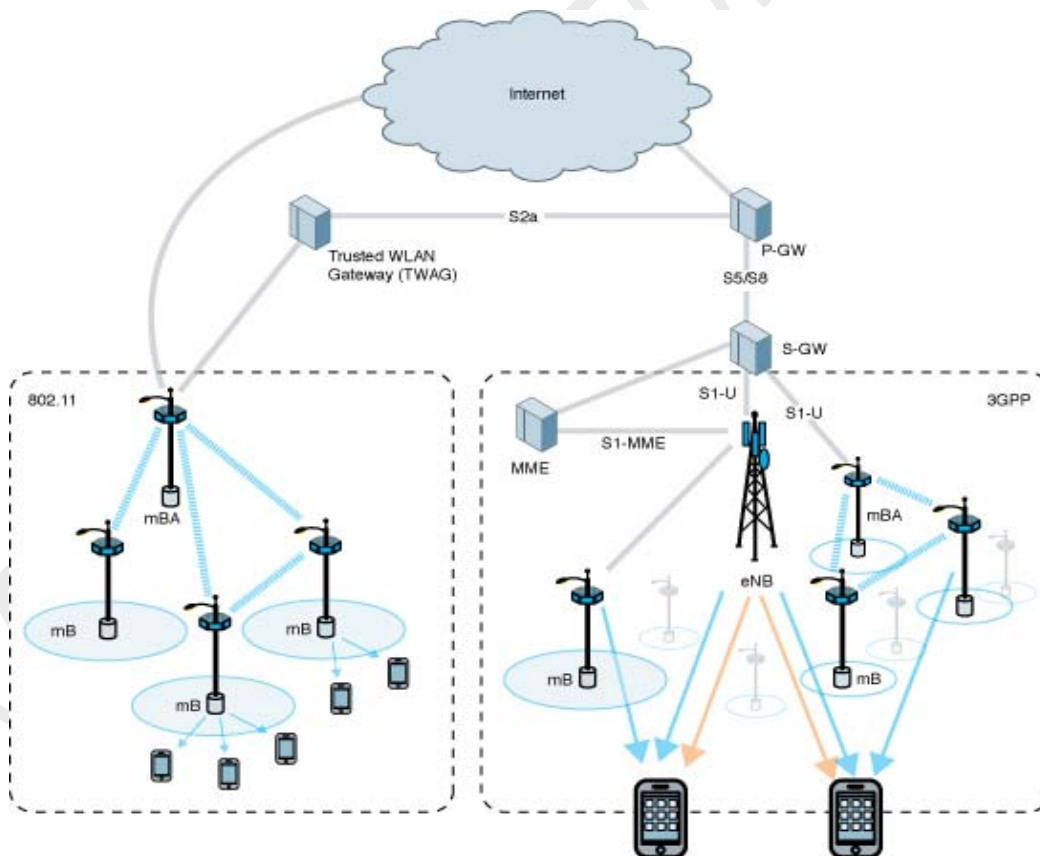 Internet
S2a
Trusted WLAN
Gateway (TWAG)
P-GW
S5/S8
S-GW
802.11
S1-U
S1-U
3GPP
MME
S1-MME
mBA
mBA
eNB
mB
mB
mB
mB
mB